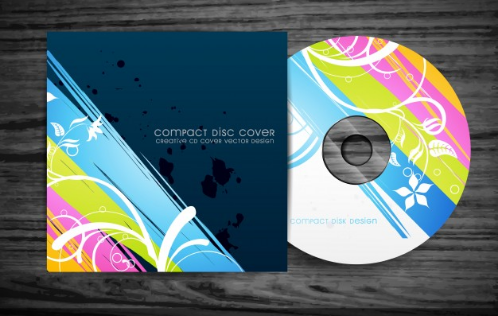 COMPACT DISC COVER
CREATIVE CD COVER VECTOR DESIGN
COMPACT DISK DESIGN